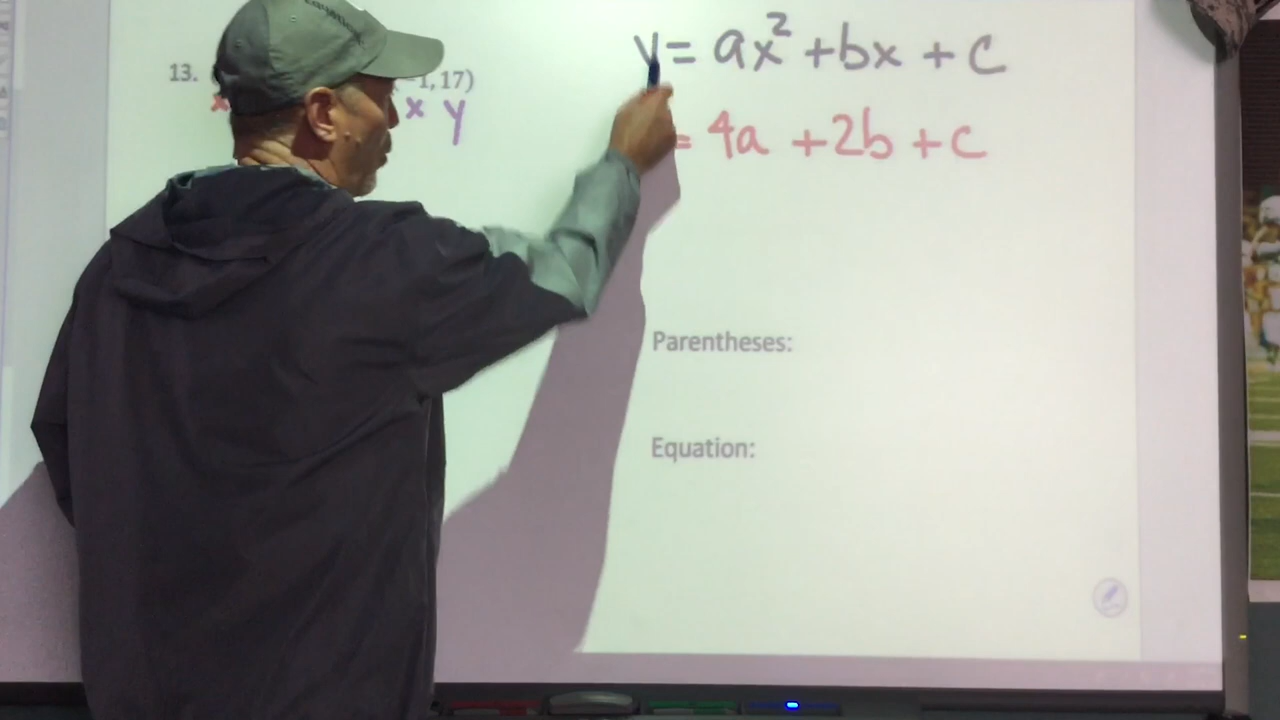 y = ax² + bx + c
13. -1, 17)
x x y
= 4a + 2b + c
Parentheses:
Equation: